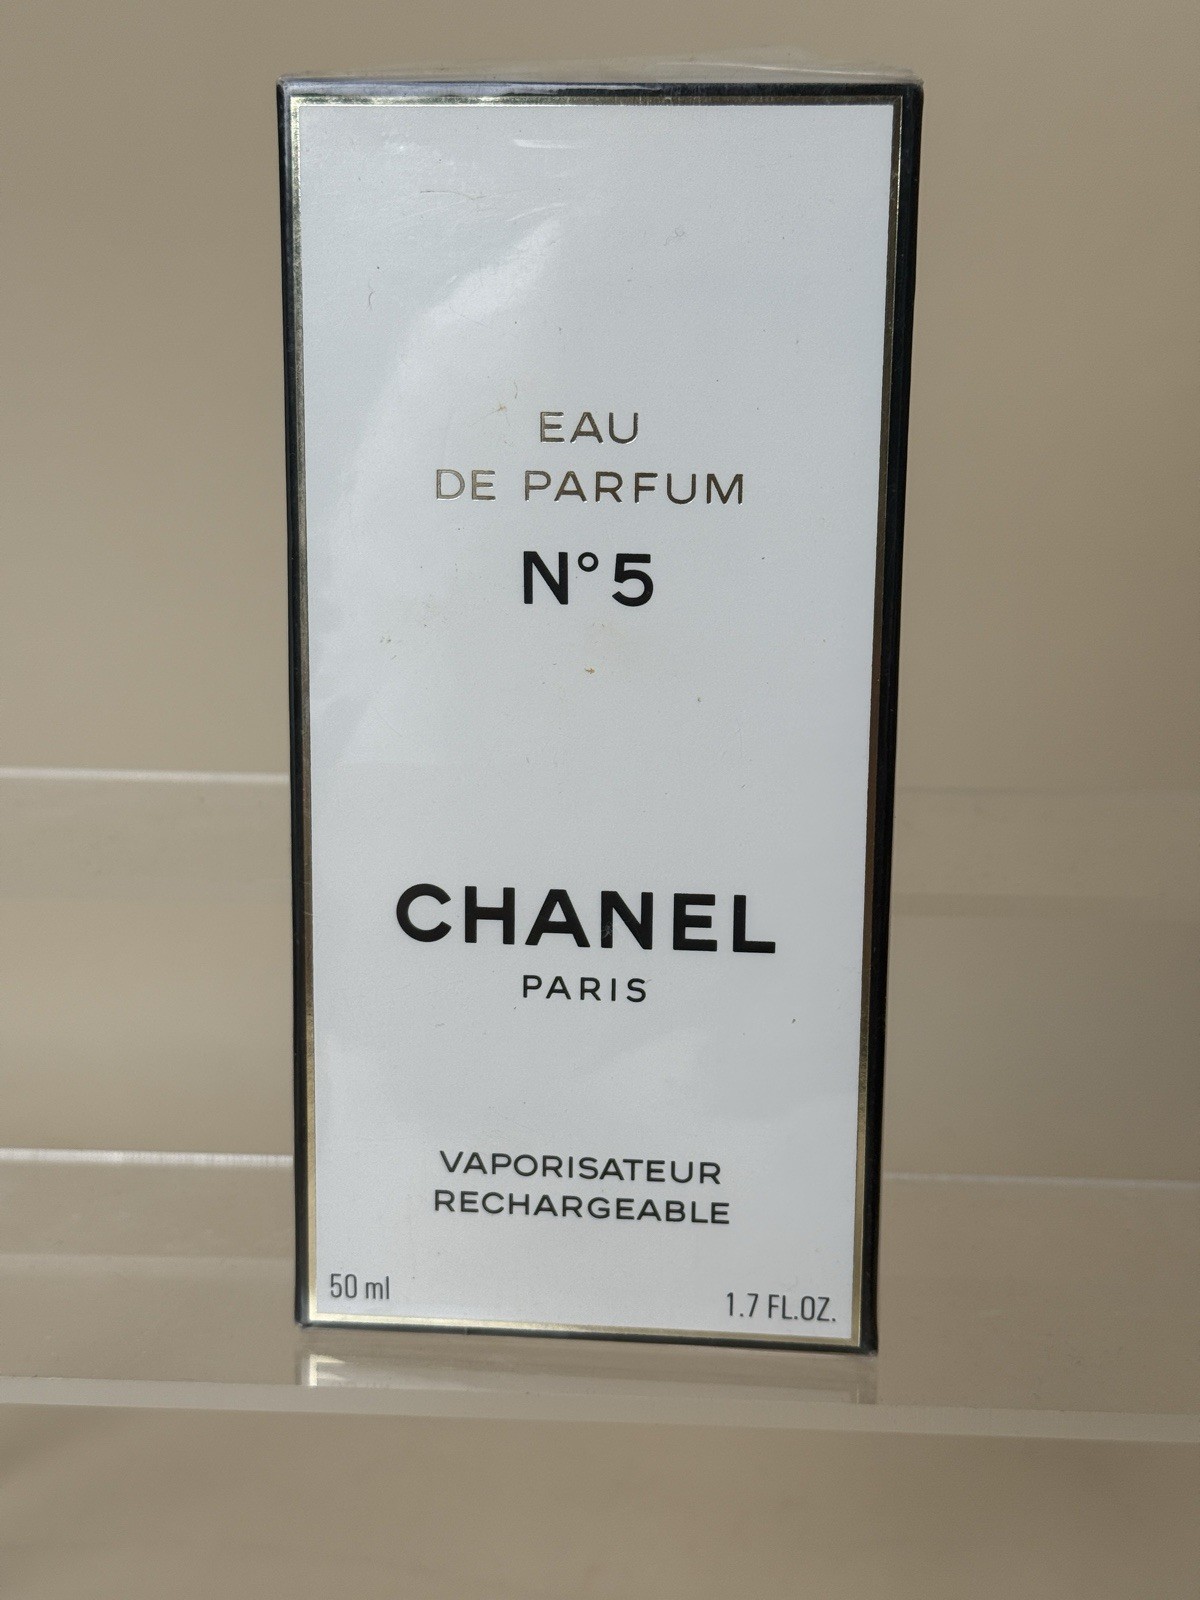 EAU
DE PARFUM
N°5
CHANEL
PARIS
VAPORISATEUR
RECHARGEABLE
50 ml
1.7 FL.OZ.